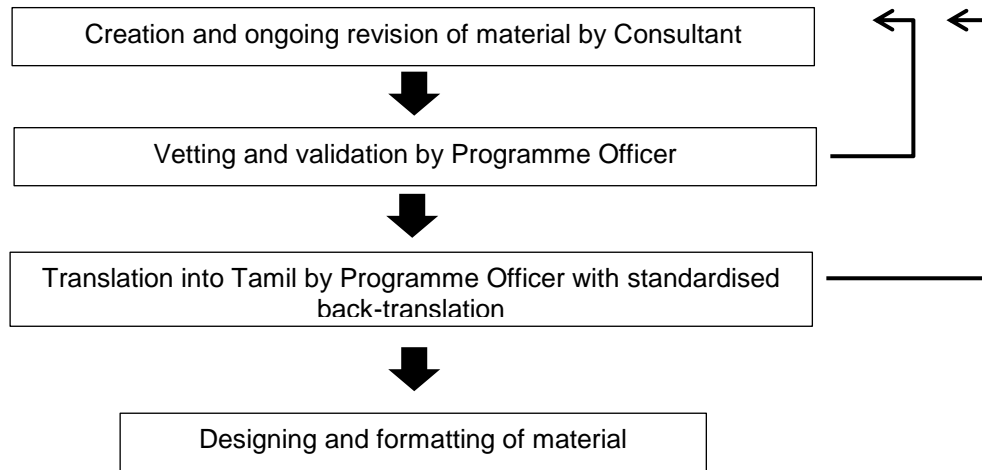 Creation and ongoing revision of material by Consultant
Vetting and validation by Programme Officer
Translation into Tamil by Programme Officer with standardised
back-translation
Designing and formatting of material